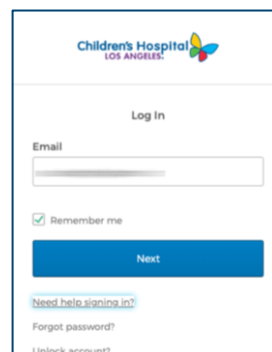 Children's Hospital
LOS ANGELES.
Log In
Email
Remember me
Next
Need help signing in?
Forgot password?
Unlock account?